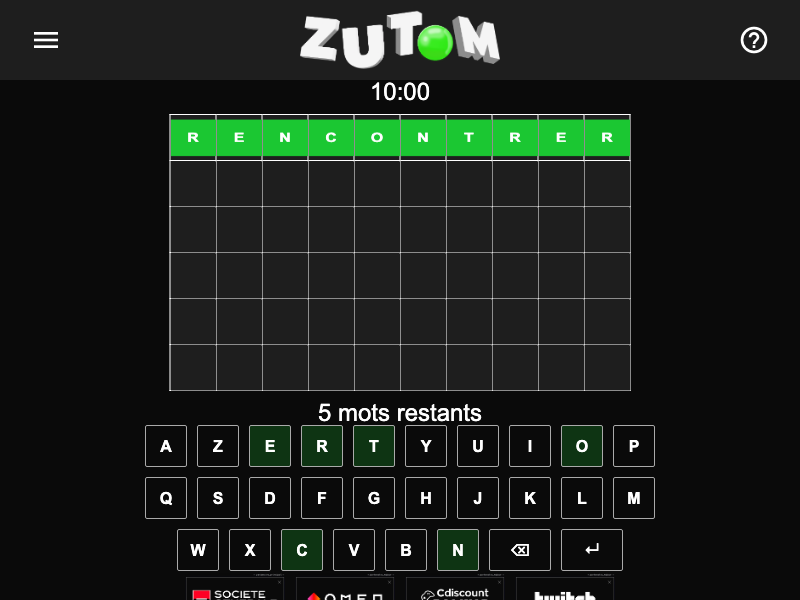 ZUTOM
10:00
R E N C O N T R E R
5 mots restants
A Z E R T Y U I O P
Q S D F G H J K L M
W X C V B N
SOCIETE
OMEN
Cdiscount
twitch